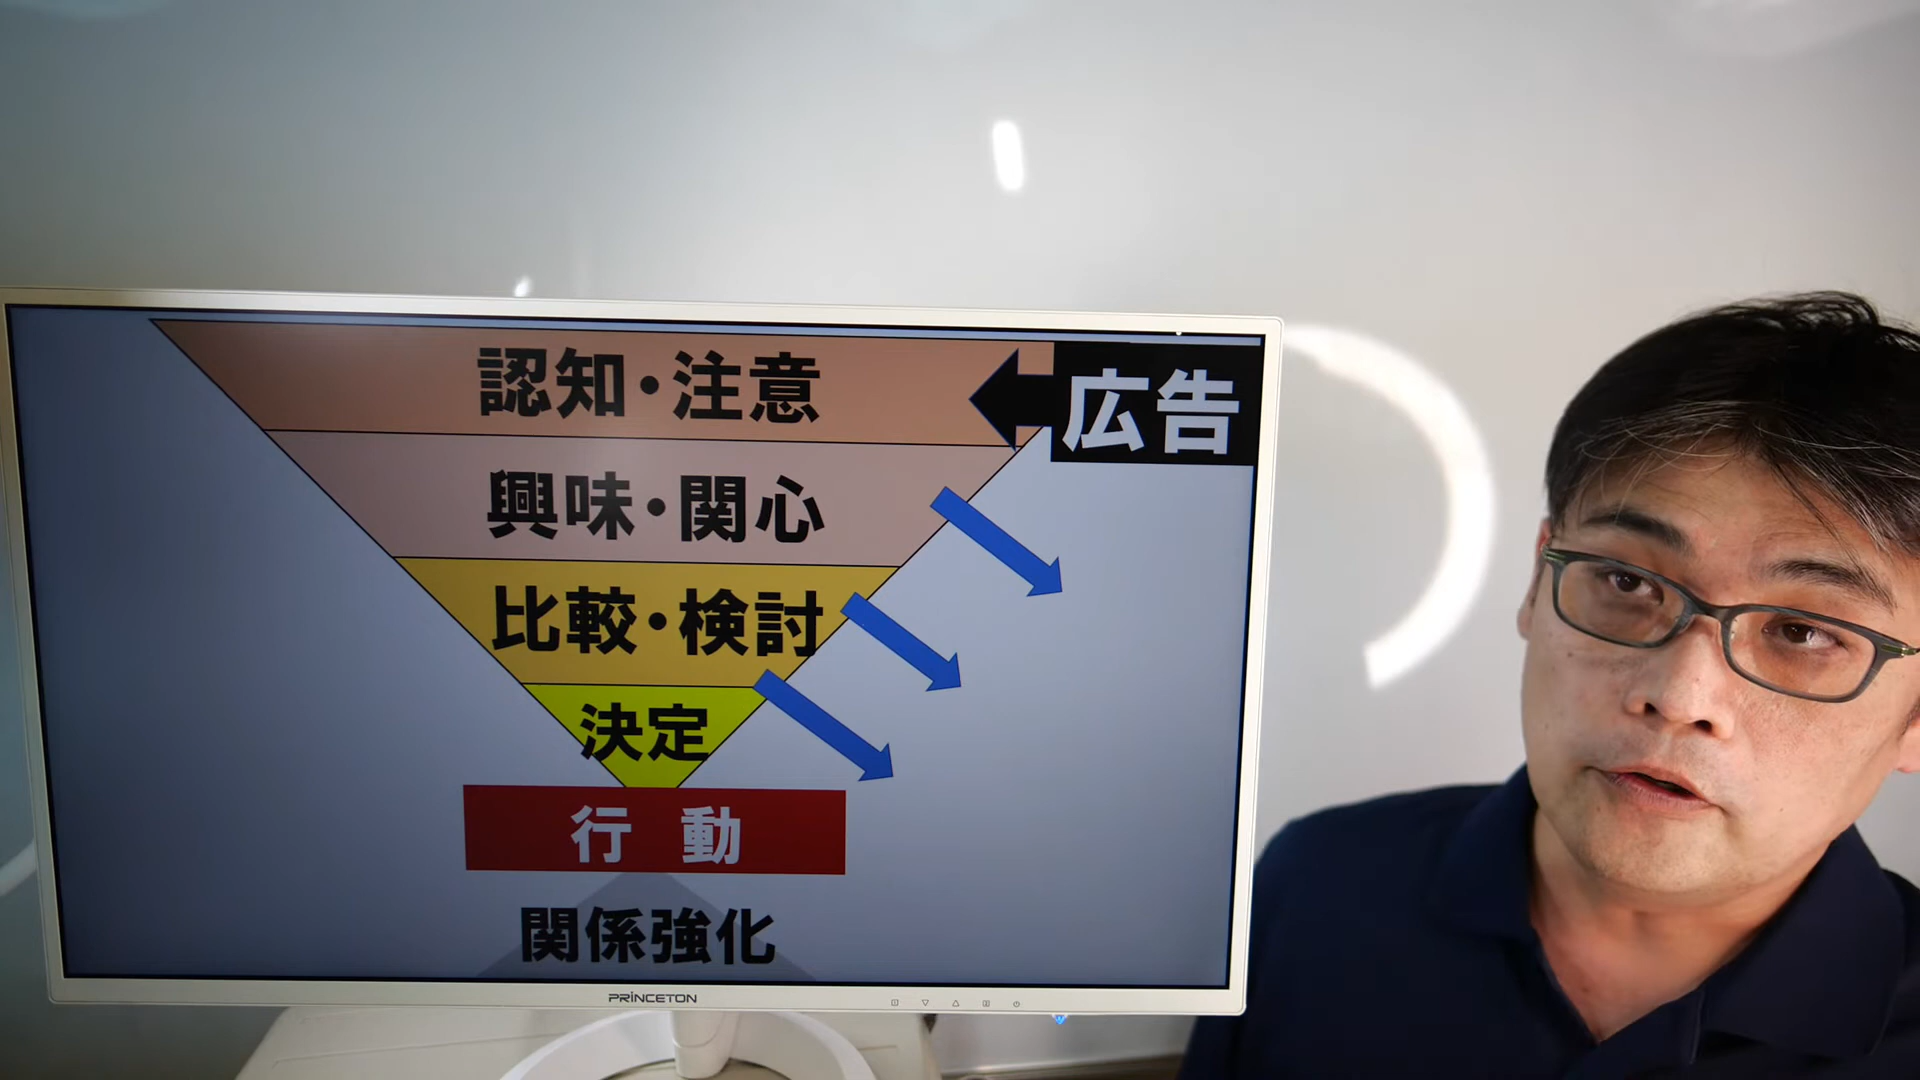 認知・注意
広告
興味・関心
比較・検討
決定
行 動
関係強化
PRINCETON